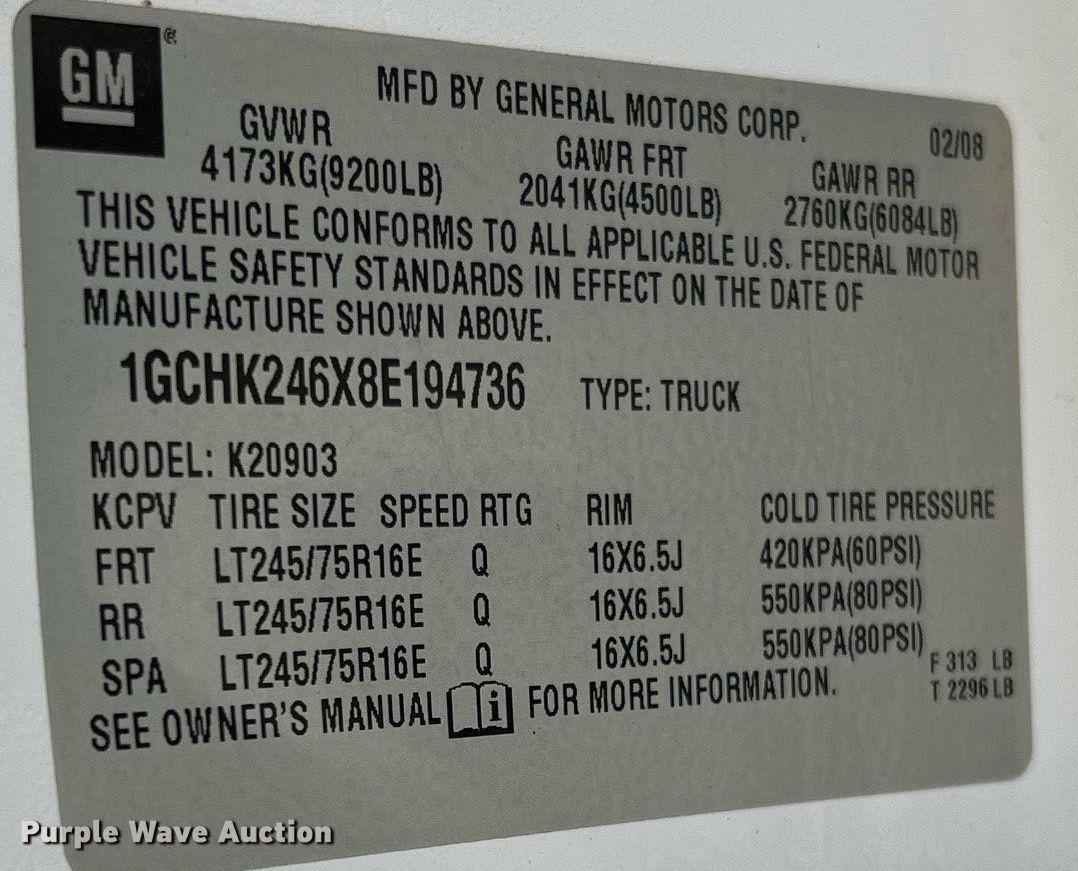 GM ®
MFD BY GENERAL MOTORS CORP. 02/08
GVWR GAWR FRT GAWR RR
4173KG(9200LB) 2041KG(4500LB) 2760KG(6084LB)
THIS VEHICLE CONFORMS TO ALL APPLICABLE U.S. FEDERAL MOTOR
VEHICLE SAFETY STANDARDS IN EFFECT ON THE DATE OF
MANUFACTURE SHOWN ABOVE.
1GCHK246X8E194736 TYPE: TRUCK
MODEL: K20903
KCPV TIRE SIZE SPEED RTG RIM COLD TIRE PRESSURE
FRT LT245/75R16E Q 16X6.5J 420KPA(60PSI)
RR LT245/75R16E Q 16X6.5J 550KPA(80PSI)
SPA LT245/75R16E Q 16X6.5J 550KPA(80PSI)
F 313 LB
T 2296 LB
SEE OWNER'S MANUAL i FOR MORE INFORMATION.
Purple Wave Auction